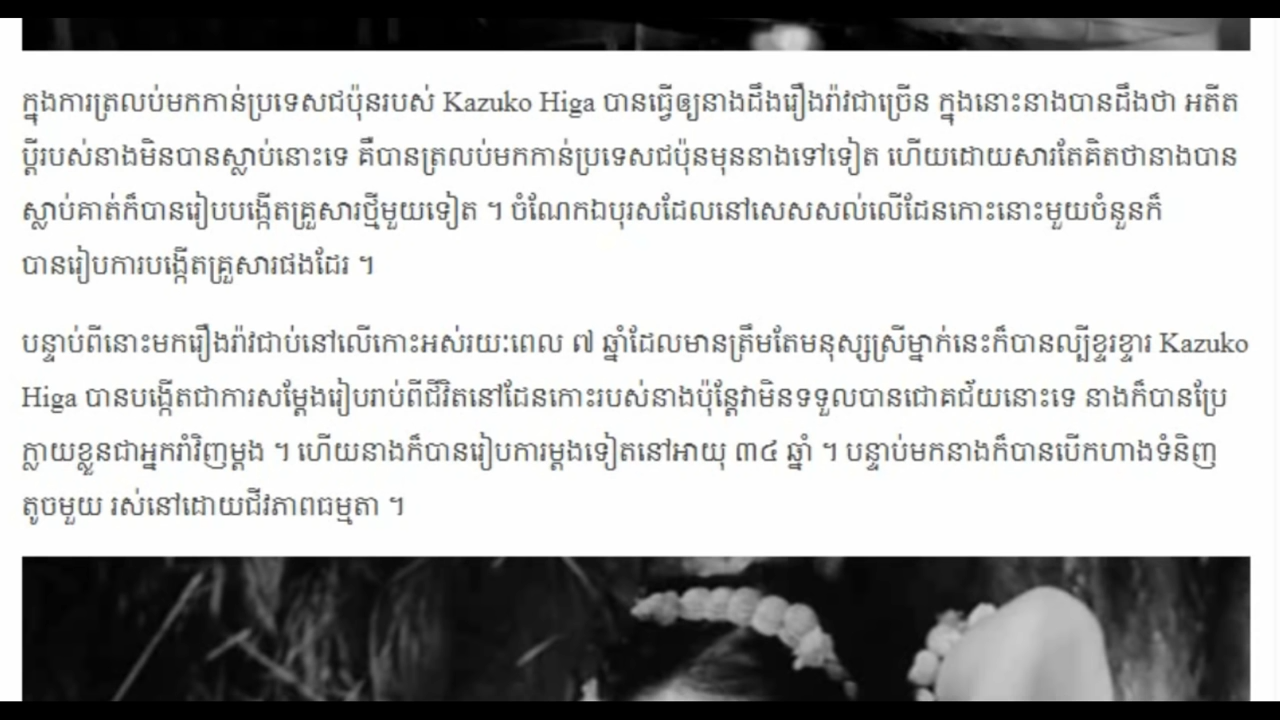 ក្នុងការត្រលប់មកកាន់ប្រទេសជប៉ុនរបស់ Kazuko Higa បានធ្វើឲ្យនាងដឹងរឿងរ៉ាវជាច្រើន ក្នុងនោះនាងបានដឹងថា អតីត
ប្តីរបស់នាងមិនបានស្លាប់នោះទេ គឺបានត្រលប់មកកាន់ប្រទេសជប៉ុនមុននាងទៅទៀត ហើយដោយសារតែគិតថានាងបាន
ស្លាប់គាត់ក៏បានរៀបបង្កើតគ្រួសារថ្មីមួយទៀត ។ ចំណែកឯបុរសដែលនៅសេសសល់លើដែនកោះនោះមួយចំនួនក៏
បានរៀបការបង្កើតគ្រួសារផងដែរ ។
បន្ទាប់ពីនោះមករឿងរ៉ាវជាប់នៅលើកោះអស់រយៈពេល ៧ ឆ្នាំដែលមានត្រឹមតែមនុស្សស្រីម្នាក់នេះក៏បានល្បីខ្ទរខ្ទារ Kazuko
Higa បានបង្កើតជាការសម្តែងរៀបរាប់ពីជីវិតនៅដែនកោះរបស់នាងប៉ុន្តែវាមិនទទួលបានជោគជ័យនោះទេ នាងក៏បានប្រែ
ក្លាយខ្លួនជាអ្នករាំវិញម្តង ។ ហើយនាងក៏បានរៀបការម្តងទៀតនៅអាយុ ៣៤ ឆ្នាំ ។ បន្ទាប់មកនាងក៏បានបើកហាងទំនិញ
តូចមួយ រស់នៅដោយជីវភាពធម្មតា ។